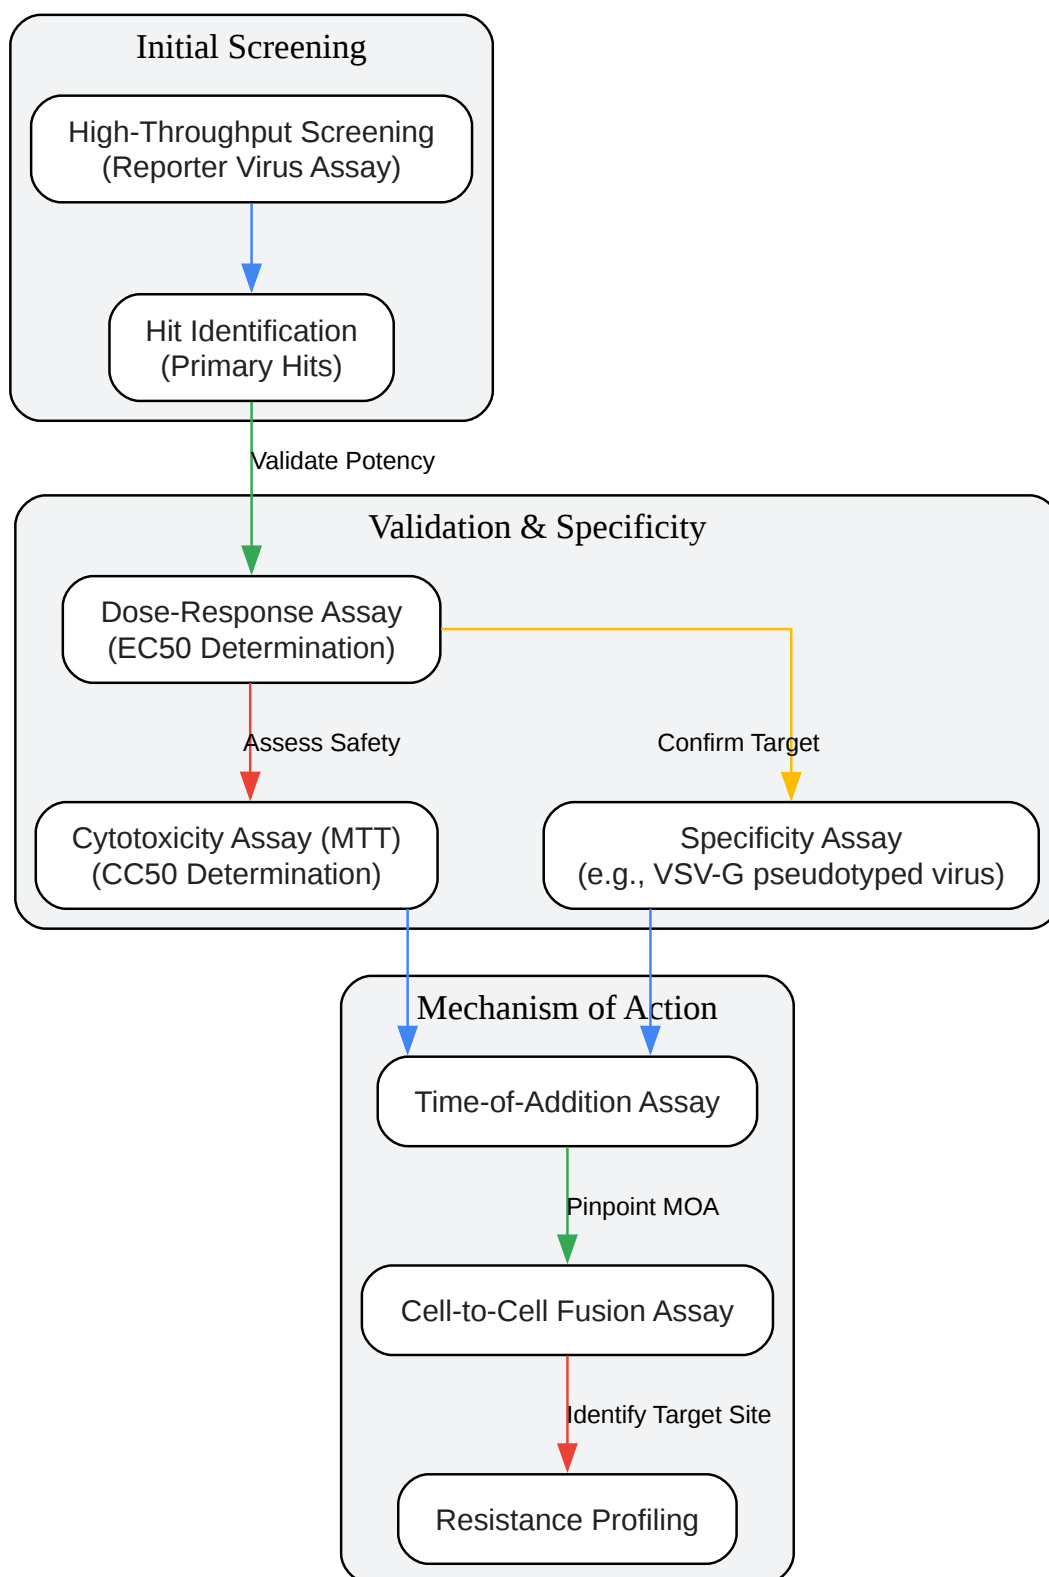 Initial Screening
High-Throughput Screening
(Reporter Virus Assay)
Hit Identification
(Primary Hits)
Validate Potency
Validation & Specificity
Dose-Response Assay
(EC50 Determination)
Assess Safety
Confirm Target
Cytotoxicity Assay (MTT)
(CC50 Determination)
Specificity Assay
(e.g., VSV-G pseudotyped virus)
Mechanism of Action
Time-of-Addition Assay
Pinpoint MOA
Cell-to-Cell Fusion Assay
Identify Target Site
Resistance Profiling